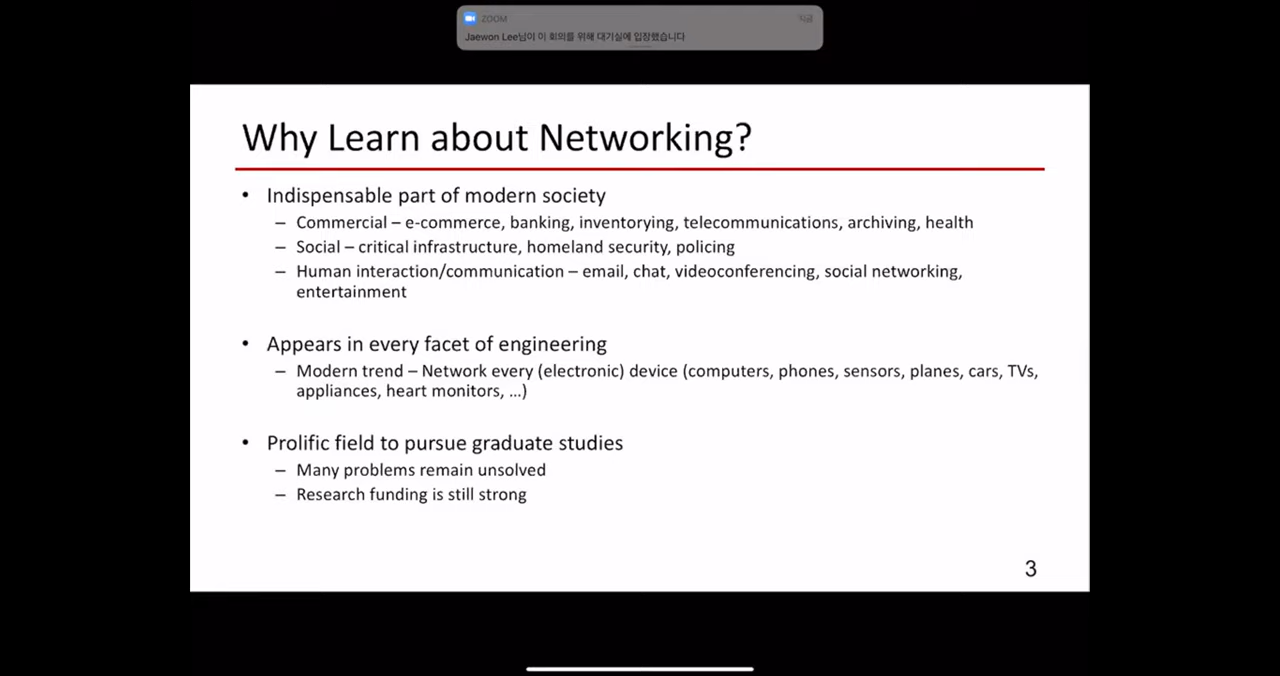 ZOOM
지금
Jaewon Lee님이 이 회의를 위해 대기실에 입장했습니다
Why Learn about Networking?
• Indispensable part of modern society
– Commercial – e-commerce, banking, inventorying, telecommunications, archiving, health
– Social – critical infrastructure, homeland security, policing
– Human interaction/communication – email, chat, videoconferencing, social networking,
entertainment
• Appears in every facet of engineering
– Modern trend – Network every (electronic) device (computers, phones, sensors, planes, cars, TVs,
appliances, heart monitors, ...)
• Prolific field to pursue graduate studies
– Many problems remain unsolved
– Research funding is still strong
3